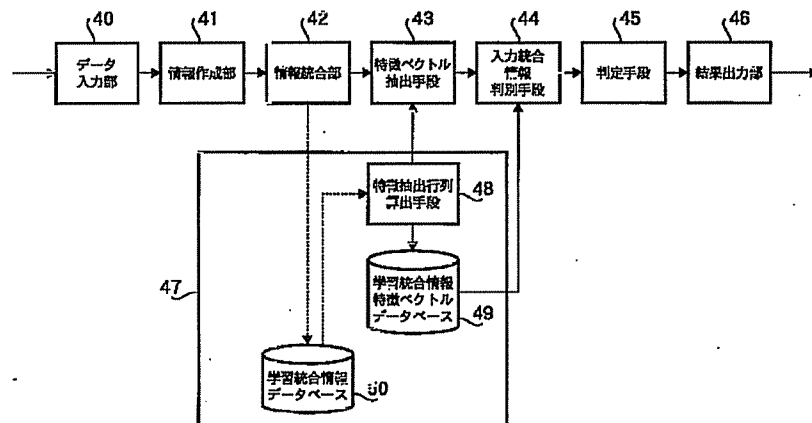 40
データ
入力部
41
情報作成部
42
情報統合部
43
特徴ベクトル
抽出手段
44
入力統合
情報
判別手段
45
判定手段
46
結果出力部
特徴抽出行列
算出手段
48
47
学習統合情報
特徴ベクトル
データベース
49
学習統合情報
データベース
50